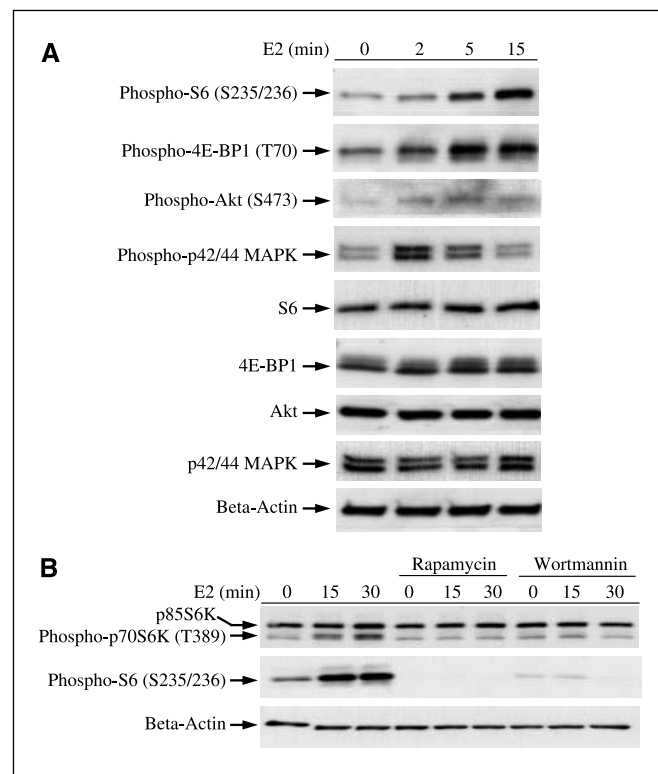 A
E2 (min) 0 2 5 15
Phospho-S6 (S235/236)
Phospho-4E-BP1 (T70)
Phospho-Akt (S473)
Phospho-p42/44 MAPK
S6
4E-BP1
Akt
p42/44 MAPK
Beta-Actin
B
Rapamycin Wortmannin
E2 (min) 0 15 30 0 15 30 0 15 30
p85S6K
Phospho-p70S6K (T389)
Phospho-S6 (S235/236)
Beta-Actin